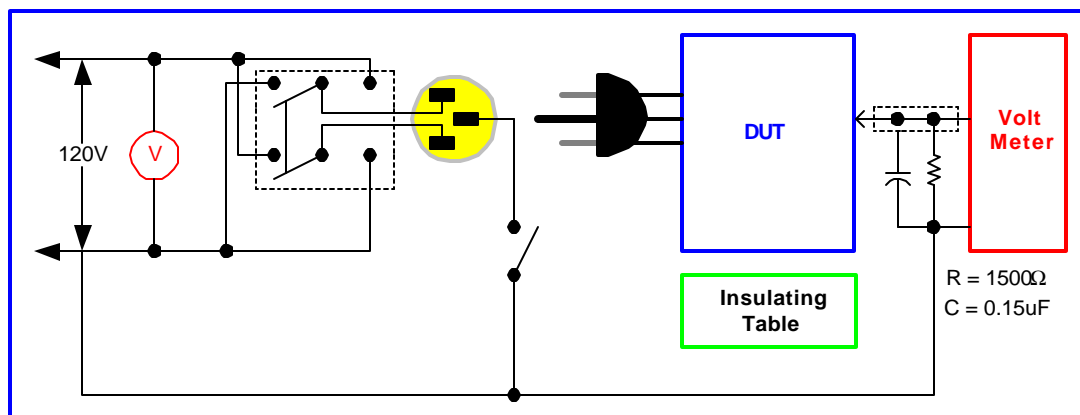 120V
V
DUT
Volt
Meter
Insulating
Table
R = 1500Ω
C = 0.15uF